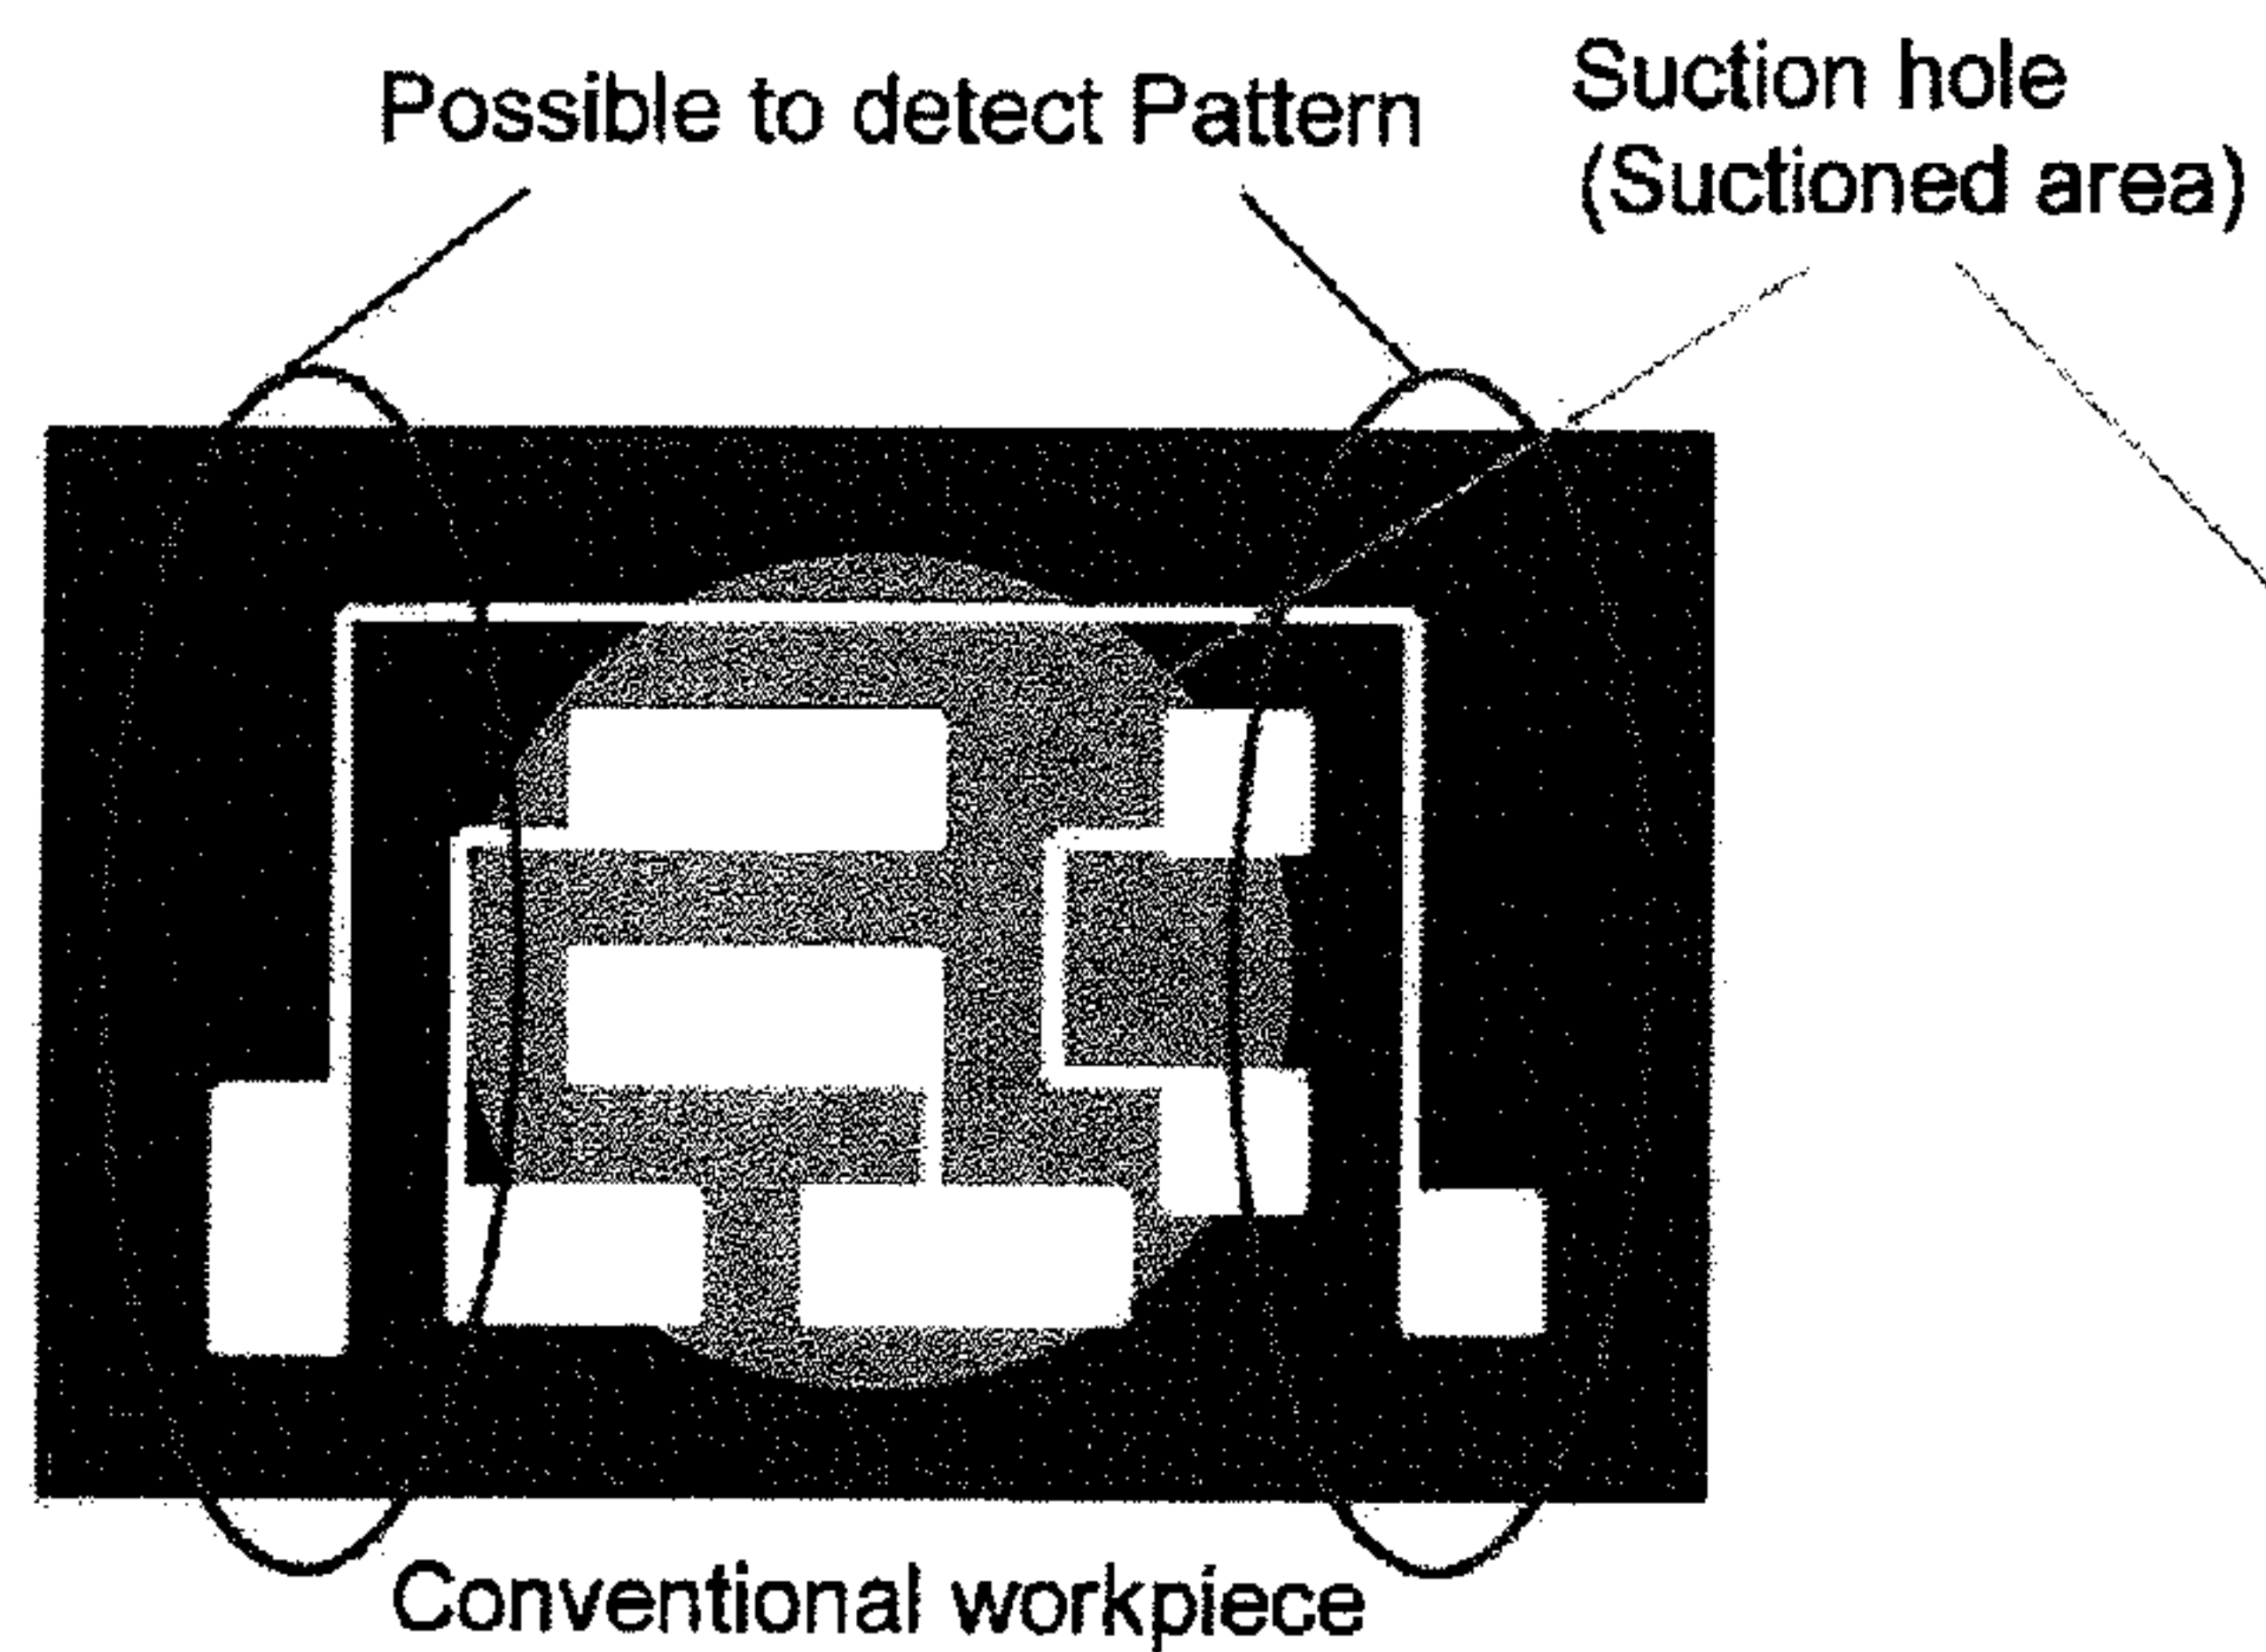 Possible to detect Pattern
Suction hole
(Suctioned area)
Conventional workpiece